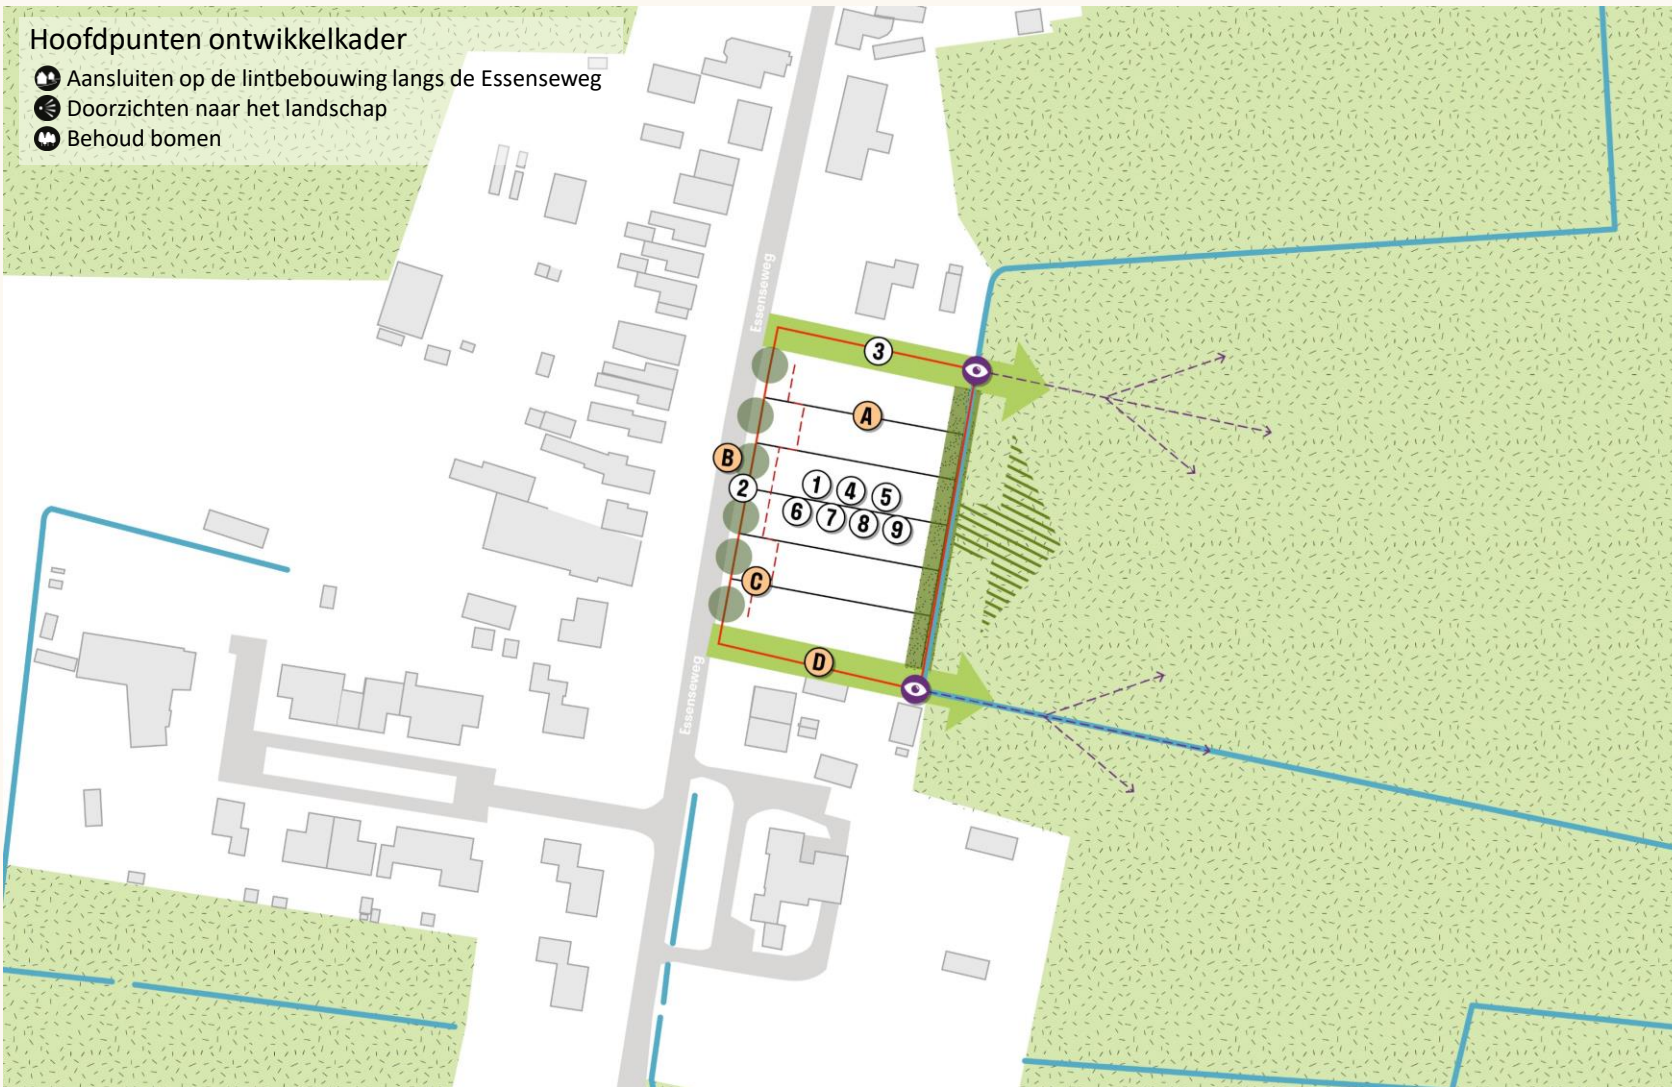 Hoofdpunten ontwikkelkader
Aansluiten op de lintbebouwing langs de Essenseweg
Doorzichten naar het landschap
Behoud bomen
Essenseweg
3
A
B
2
1 4 5
6 7 8 9
C
D
Essenseweg